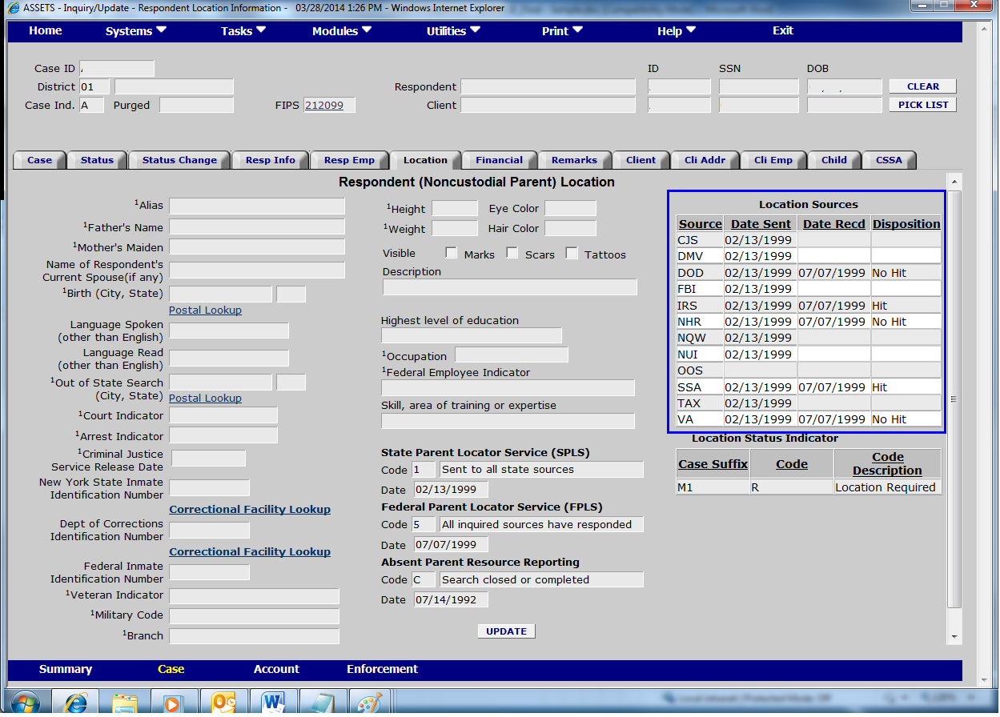 ASSETS - Inquiry/Update - Respondent Location Information - 03/28/2014 1:26 PM - Windows Internet Explorer
Home Systems Tasks Modules Utilities Print Help Exit
Case ID ID SSN DOB
District 01 Respondent CLEAR
Case Ind. A Purged FIPS 212099 Client PICK LIST
Case Status Status Change Resp Info Resp Emp Location Financial Remarks Client Cli Addr Cli Emp Child CSSA
Respondent (Noncustodial Parent) Location
¹Alias
¹Father's Name
¹Mother's Maiden
Name of Respondent's
Current Spouse(if any)
¹Birth (City, State)
Postal Lookup
Language Spoken
(other than English)
Language Read
(other than English)
¹Out of State Search
(City, State)
Postal Lookup
¹Court Indicator
¹Arrest Indicator
¹Criminal Justice
Service Release Date
New York State Inmate
Identification Number
Correctional Facility Lookup
Dept of Corrections
Identification Number
Correctional Facility Lookup
Federal Inmate
Identification Number
¹Veteran Indicator
¹Military Code
¹Branch
¹Height Eye Color
¹Weight Hair Color
Visible Marks Scars Tattoos
Description
Highest level of education
¹Occupation
¹Federal Employee Indicator
Skill, area of training or expertise
State Parent Locator Service (SPLS)
Code 1 Sent to all state sources
Date 02/13/1999
Federal Parent Locator Service (FPLS)
Code 5 All inquired sources have responded
Date 07/07/1999
Absent Parent Resource Reporting
Code C Search closed or completed
Date 07/14/1992
UPDATE
Location Sources
Source Date Sent Date Recd Disposition
CJS 02/13/1999
DMV 02/13/1999
DOD 02/13/1999 07/07/1999 No Hit
FBI 02/13/1999
IRS 02/13/1999 07/07/1999 Hit
NHR 02/13/1999 07/07/1999 No Hit
NQW 02/13/1999
NUI 02/13/1999
OOS
SSA 02/13/1999 07/07/1999 Hit
TAX 02/13/1999
VA 02/13/1999 07/07/1999 No Hit
Location Status Indicator
Case Suffix Code Code
Description
M1 R Location Required
Summary Case Account Enforcement